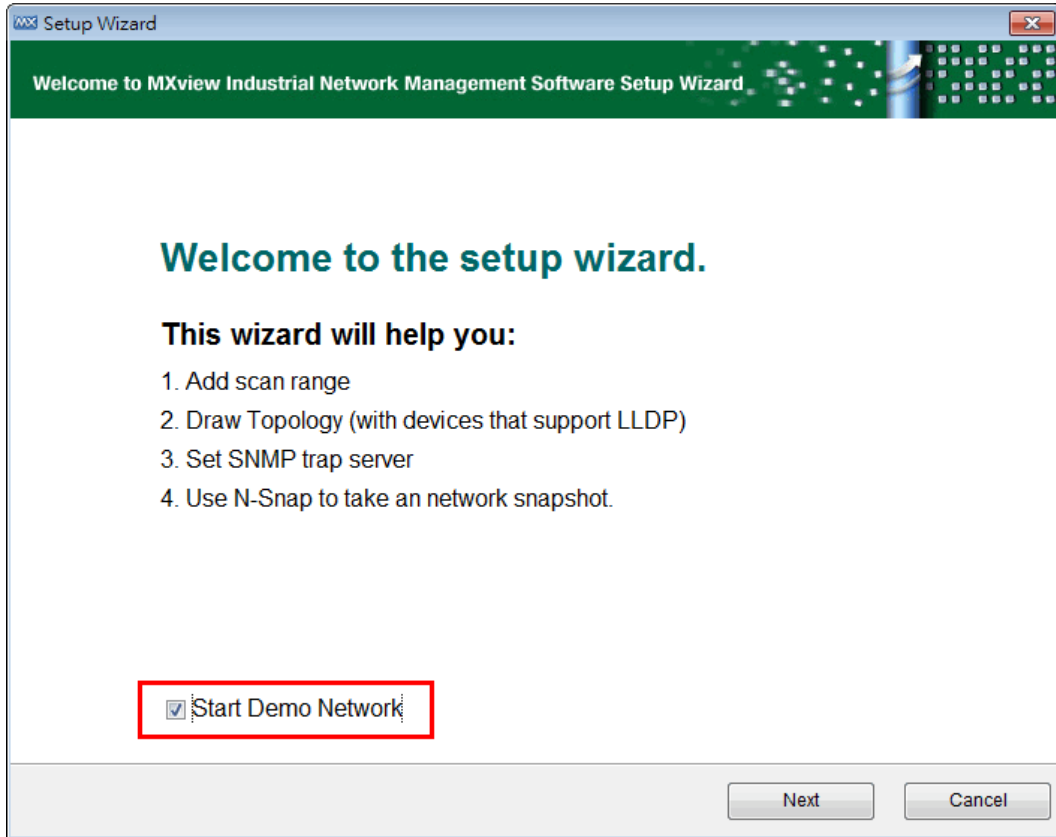 MX Setup Wizard
Welcome to MXview Industrial Network Management Software Setup Wizard
Welcome to the setup wizard.
This wizard will help you:
1. Add scan range
2. Draw Topology (with devices that support LLDP)
3. Set SNMP trap server
4. Use N-Snap to take an network snapshot.
Start Demo Network
Next Cancel